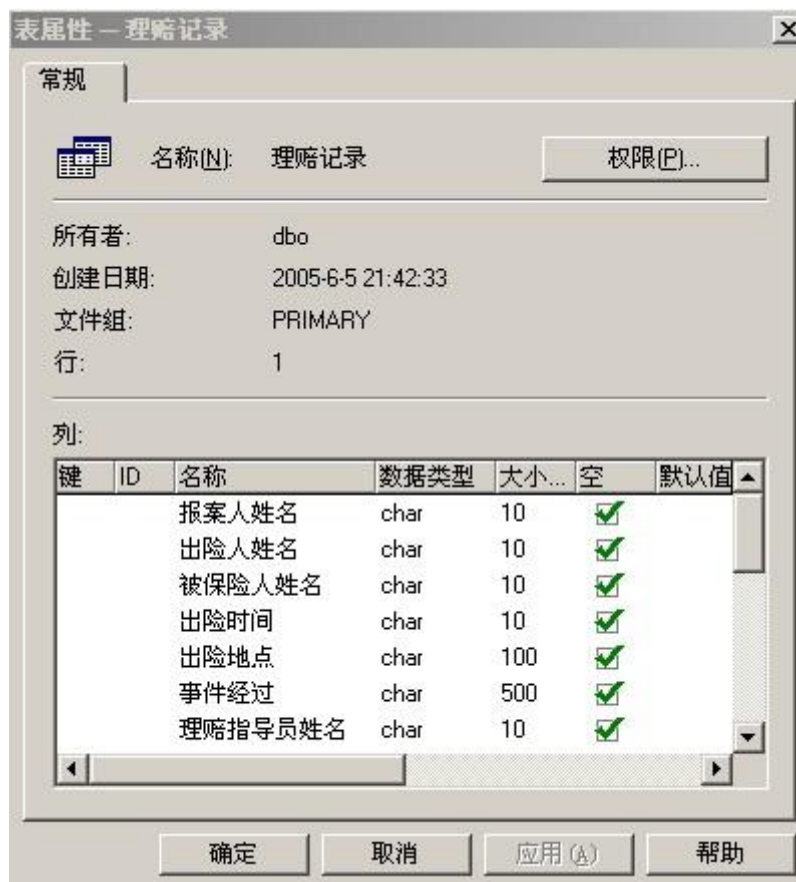 表属性 － 理赔记录
常规
名称(N): 理赔记录 权限(P)...
所有者: dbo
创建日期: 2005-6-5 21:42:33
文件组: PRIMARY
行: 1
列:
键 ID 名称 数据类型 大小... 空 默认值
报案人姓名 char 10
出险人姓名 char 10
被保险人姓名 char 10
出险时间 char 10
出险地点 char 100
事件经过 char 500
理赔指导员姓名 char 10
确定 取消 应用(A) 帮助